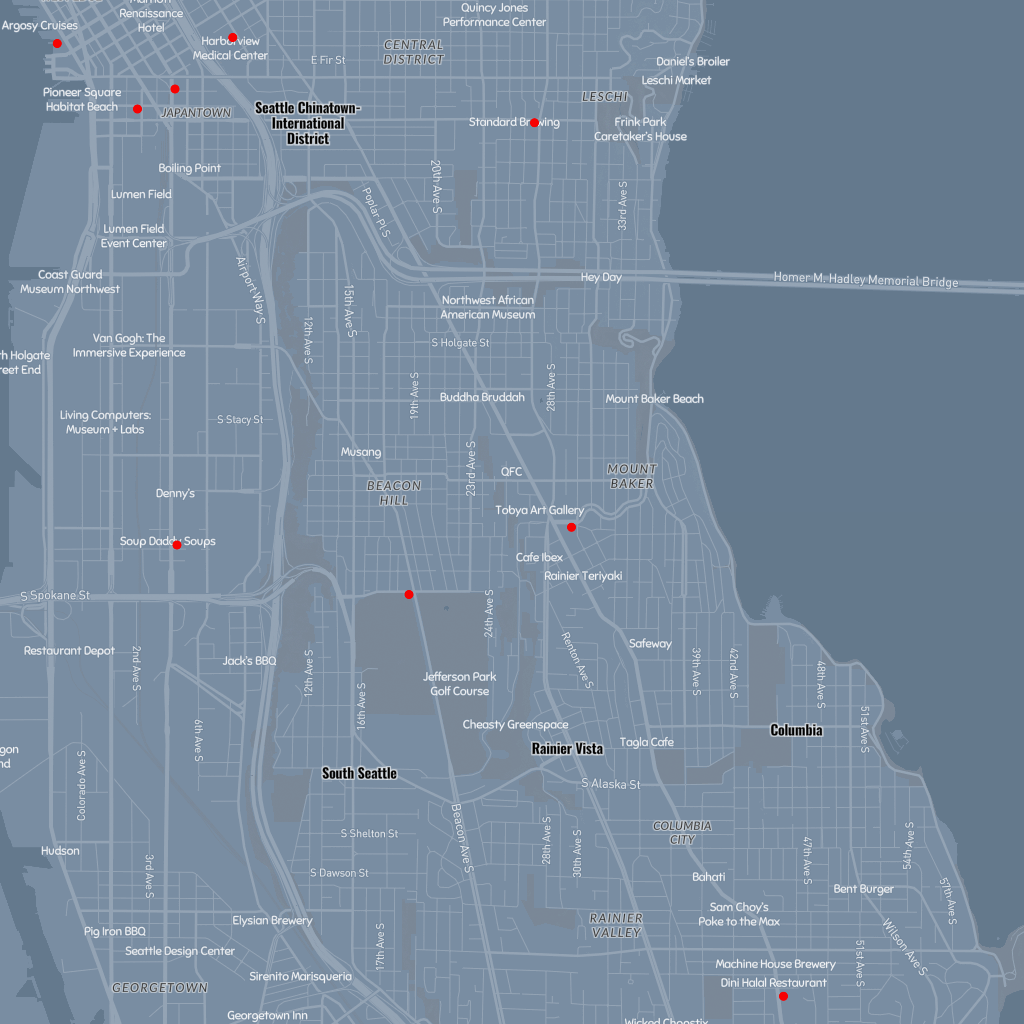 Marriott
Renaissance
Hotel
Quincy Jones
Performance Center
Argosy Cruises
Harborview
Medical Center
CENTRAL
DISTRICT
E Fir St
Daniel's Broiler
Leschi Market
LESCHI
Pioneer Square
Habitat Beach
JAPANTOWN
Seattle Chinatown-
International
District
Standard Brewing
Frink Park
Caretaker's House
Boiling Point
20th Ave S
Poplar Pl S
33rd Ave S
Lumen Field
Lumen Field
Event Center
Airport Way S
Coast Guard
Museum Northwest
Hey Day
Homer M. Hadley Memorial Bridge
15th Ave S
Northwest African
American Museum
12th Ave S
S Holgate St
Van Gogh: The
Immersive Experience
th Holgate
reet End
19th Ave S
Buddha Bruddah
28th Ave S
Mount Baker Beach
Living Computers:
Museum + Labs
S Stacy St
Musang
23rd Ave S
QFC
MOUNT
BAKER
BEACON
HILL
Denny's
Tobya Art Gallery
Soup Daddy Soups
Cafe Ibex
Rainier Teriyaki
S Spokane St
24th Ave S
Restaurant Depot
2nd Ave S
Jack's BBQ
12th Ave S
16th Ave S
Jefferson Park
Golf Course
Renton Ave S
Safeway
39th Ave S
42nd Ave S
48th Ave S
51st Ave S
6th Ave S
Cheasty Greenspace
Rainier Vista
Tagla Cafe
Columbia
gon
nd
Colorado Ave S
South Seattle
S Alaska St
Beacon Ave S
S Shelton St
28th Ave S
30th Ave S
COLUMBIA
CITY
Hudson
3rd Ave S
S Dawson St
47th Ave S
54th Ave S
Bahati
Bent Burger
57th Ave S
Sam Choy's
Poke to the Max
Elysian Brewery
RAINIER
VALLEY
Wilson Ave S
Pig Iron BBQ
Seattle Design Center
17th Ave S
51st Ave S
Machine House Brewery
Sirenito Marisqueria
Dini Halal Restaurant
GEORGETOWN
Georgetown Inn
Wicked Chopstix